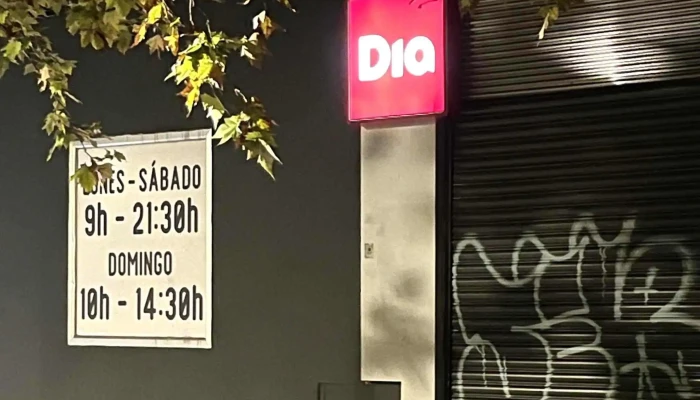 Dia
LUNES - SÁBADO
9h - 21:30h
DOMINGO
10h - 14:30h